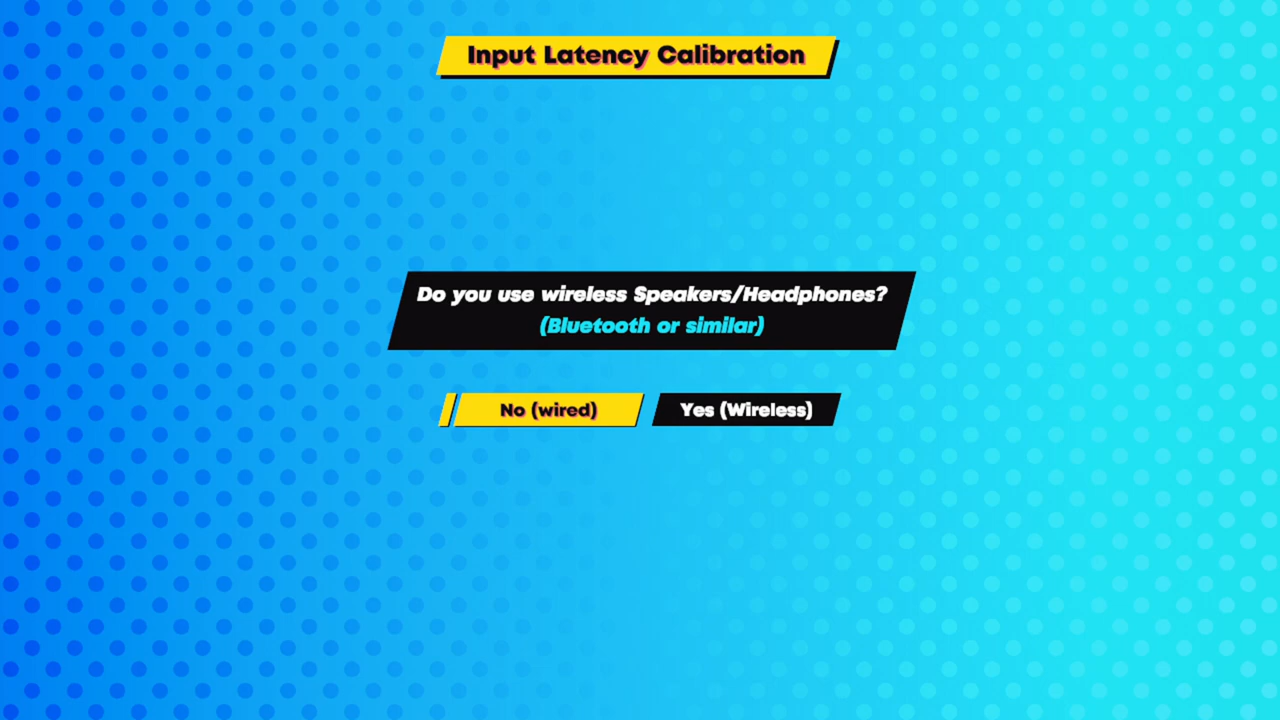 Input Latency Calibration
Do you use wireless Speakers/Headphones?
(Bluetooth or similar)
No (wired)
Yes (Wireless)